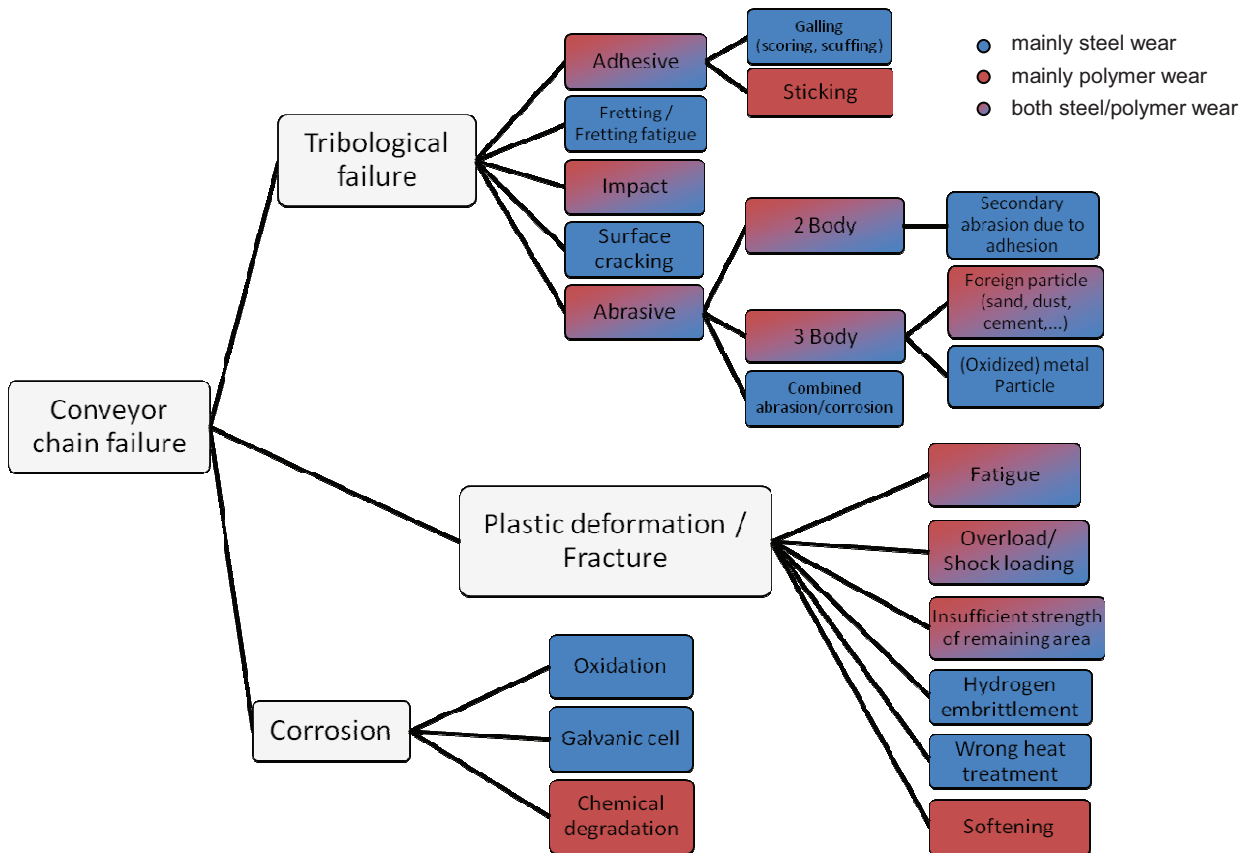 Galling
(scoring, scuffing)
Adhesive
Sticking
mainly steel wear
mainly polymer wear
both steel/polymer wear
Tribological
failure
Fretting /
Fretting fatigue
Impact
Surface
cracking
Abrasive
2 Body
Secondary
abrasion due to
adhesion
3 Body
Foreign particle
(sand, dust,
cement,...)
(Oxidized) metal
Particle
Combined
abrasion/corrosion
Conveyor
chain failure
Plastic deformation /
Fracture
Fatigue
Overload/
Shock loading
Insufficient strength
of remaining area
Hydrogen
embrittlement
Wrong heat
treatment
Softening
Corrosion
Oxidation
Galvanic cell
Chemical
degradation